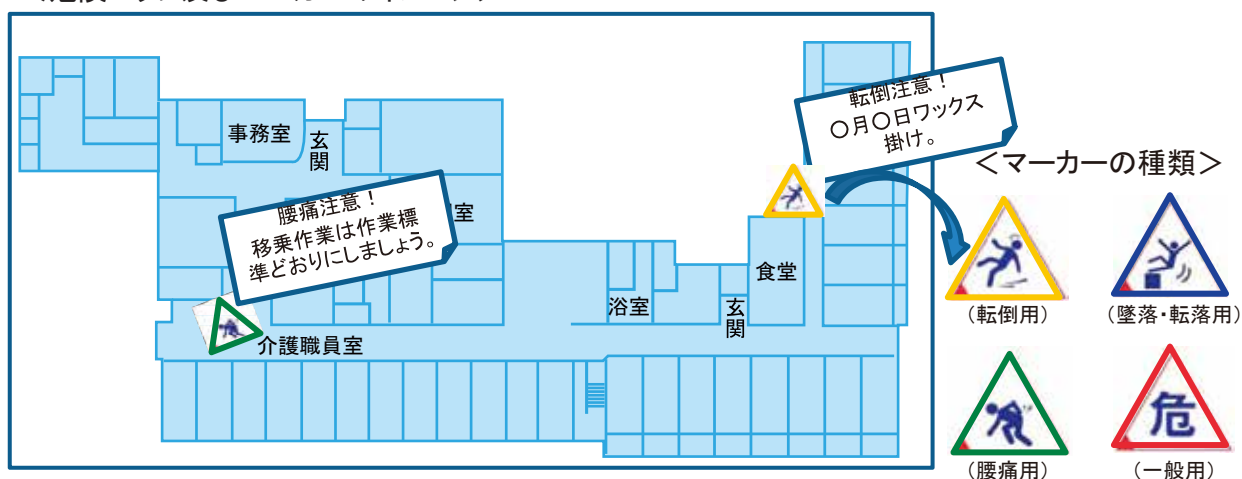 転倒注意！
〇月〇日ワックス
掛け。
事務室
玄関
＜マーカーの種類＞
腰痛注意！
移乗作業は作業標
準どおりにしましょう。
室
食堂
浴室
玄関
（転倒用）
（墜落・転落用）
介護職員室
危
（腰痛用）
（一般用）